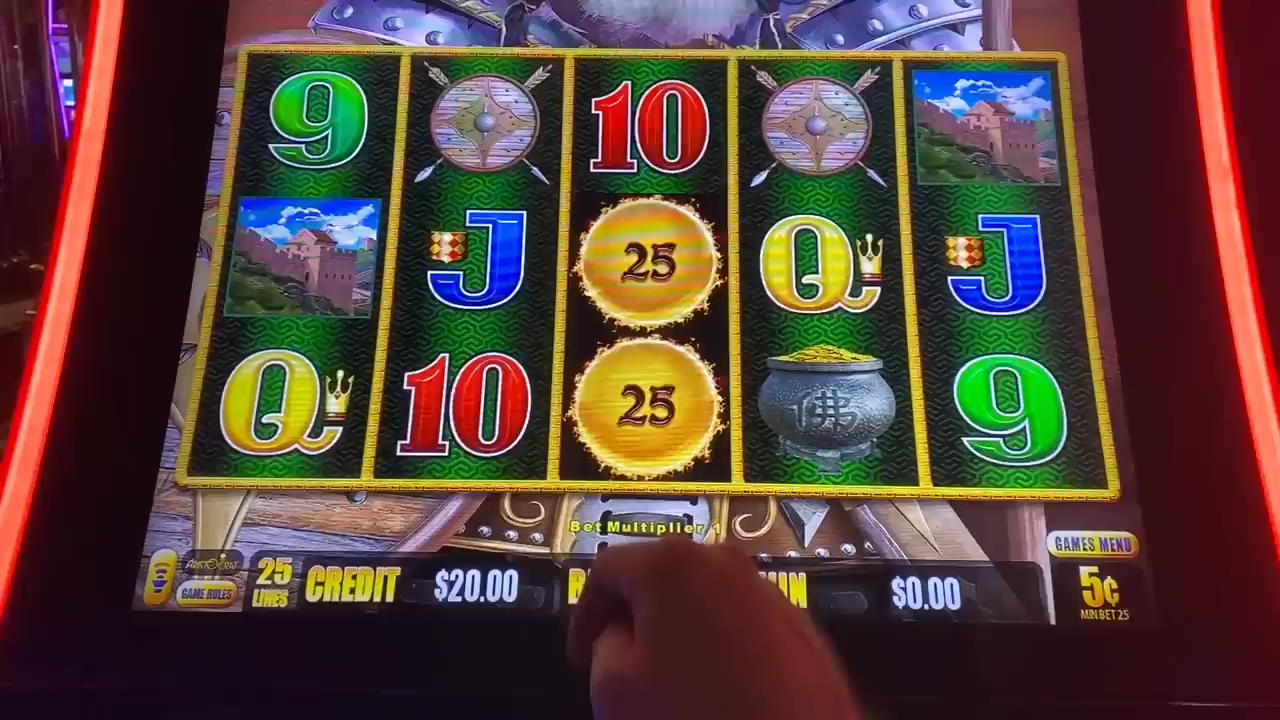 9 10
J 25 Q J
Q 10 25 佛 9
Bet Multiplier 1
ARISTOCRAT
GAME RULES
25 LINES
CREDIT $20.00
$0.00
GAMES MENU
5¢
MIN BET 25